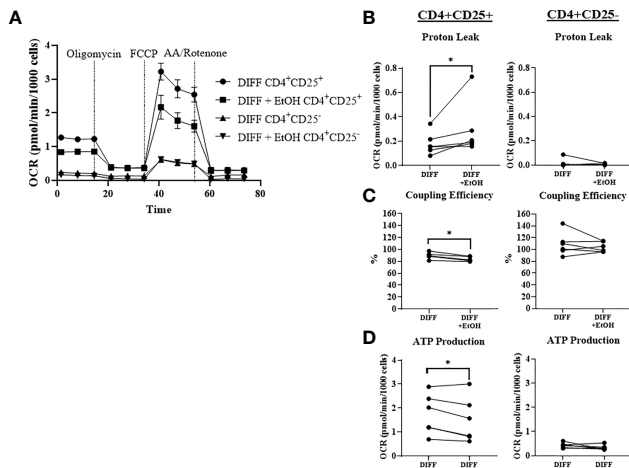 A
Oligomycin FCCP AA/Rotenone
OCR (pmol/min/1000 cells)
4
3
2
1
0
0 20 40 60 80
Time
DIFF CD4+CD25+
DIFF + EtOH CD4+CD25+
DIFF CD4+CD25-
DIFF + EtOH CD4+CD25-
B
CD4+CD25+ CD4+CD25-
Proton Leak Proton Leak
OCR (pmol/min/1000 cells)
0.8
0.6
0.4
0.2
0.0
*
DIFF DIFF
+EtOH
OCR (pmol/min/1000 cells)
0.8
0.6
0.4
0.2
0.0
DIFF DIFF
+EtOH
C
Coupling Efficiency Coupling Efficiency
%
160
140
120
100
80
60
40
20
0
*
DIFF DIFF
+EtOH
%
160
140
120
100
80
60
40
20
0
DIFF DIFF
+EtOH
D
ATP Production ATP Production
OCR (pmol/min/1000 cells)
4
3
2
1
0
*
DIFF DIFF
OCR (pmol/min/1000 cells)
4
3
2
1
0
DIFF DIFF